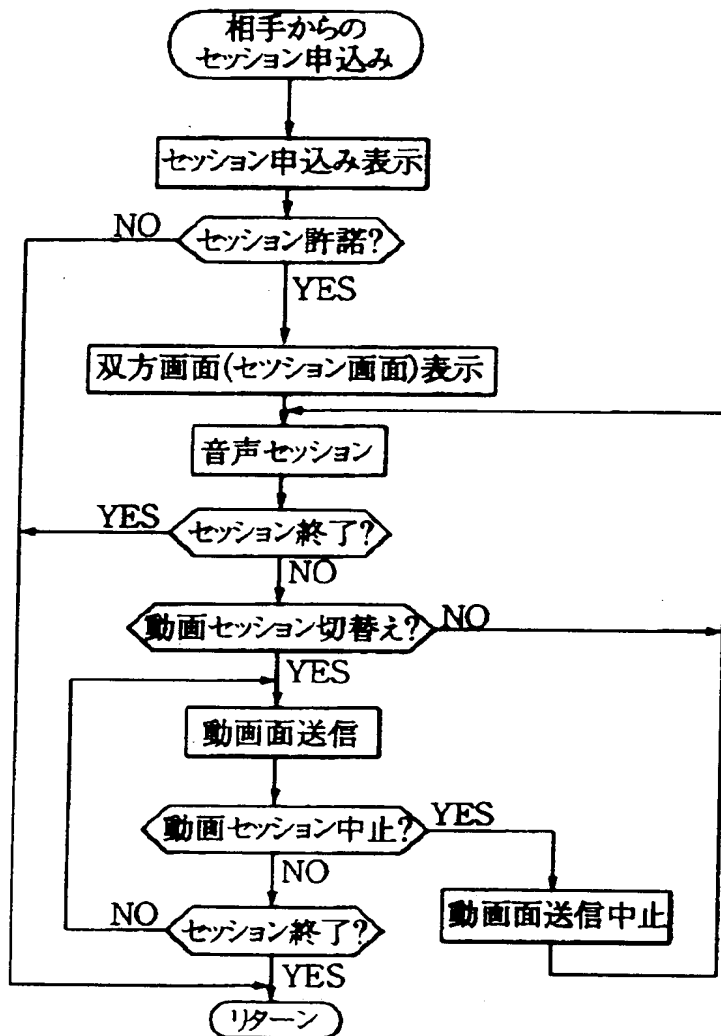 相手からの
セッション申込み
セッション申込み表示
NO
セッション許諾?
YES
双方画面(セツション画面)表示
音声セッション
YES
セッション終了?
NO
動画セッション切替え?
NO
YES
動画面送信
動画セッション中止?
YES
NO
動画面送信中止
NO
セッション終了?
YES
リターン